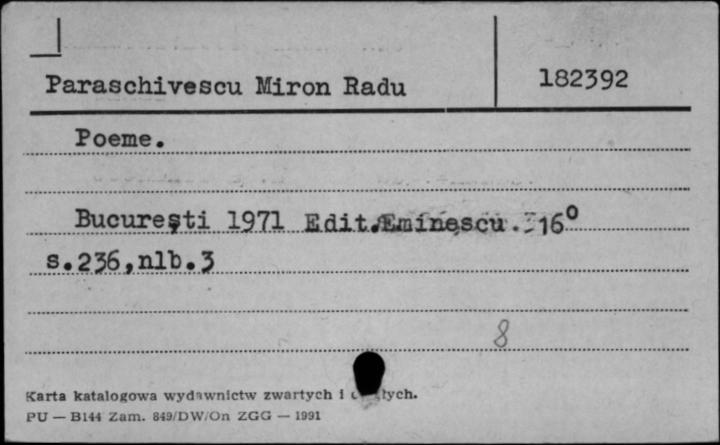 Paraschivescu Miron Radu 182392
Poeme.
București 1971 Edit. Eminescu. 16°
s.236,nlb.3
8
Karta katalogowa wydawnictw zwartych i
PU — B144 Zam. 849/DW/On ZGG — 1991